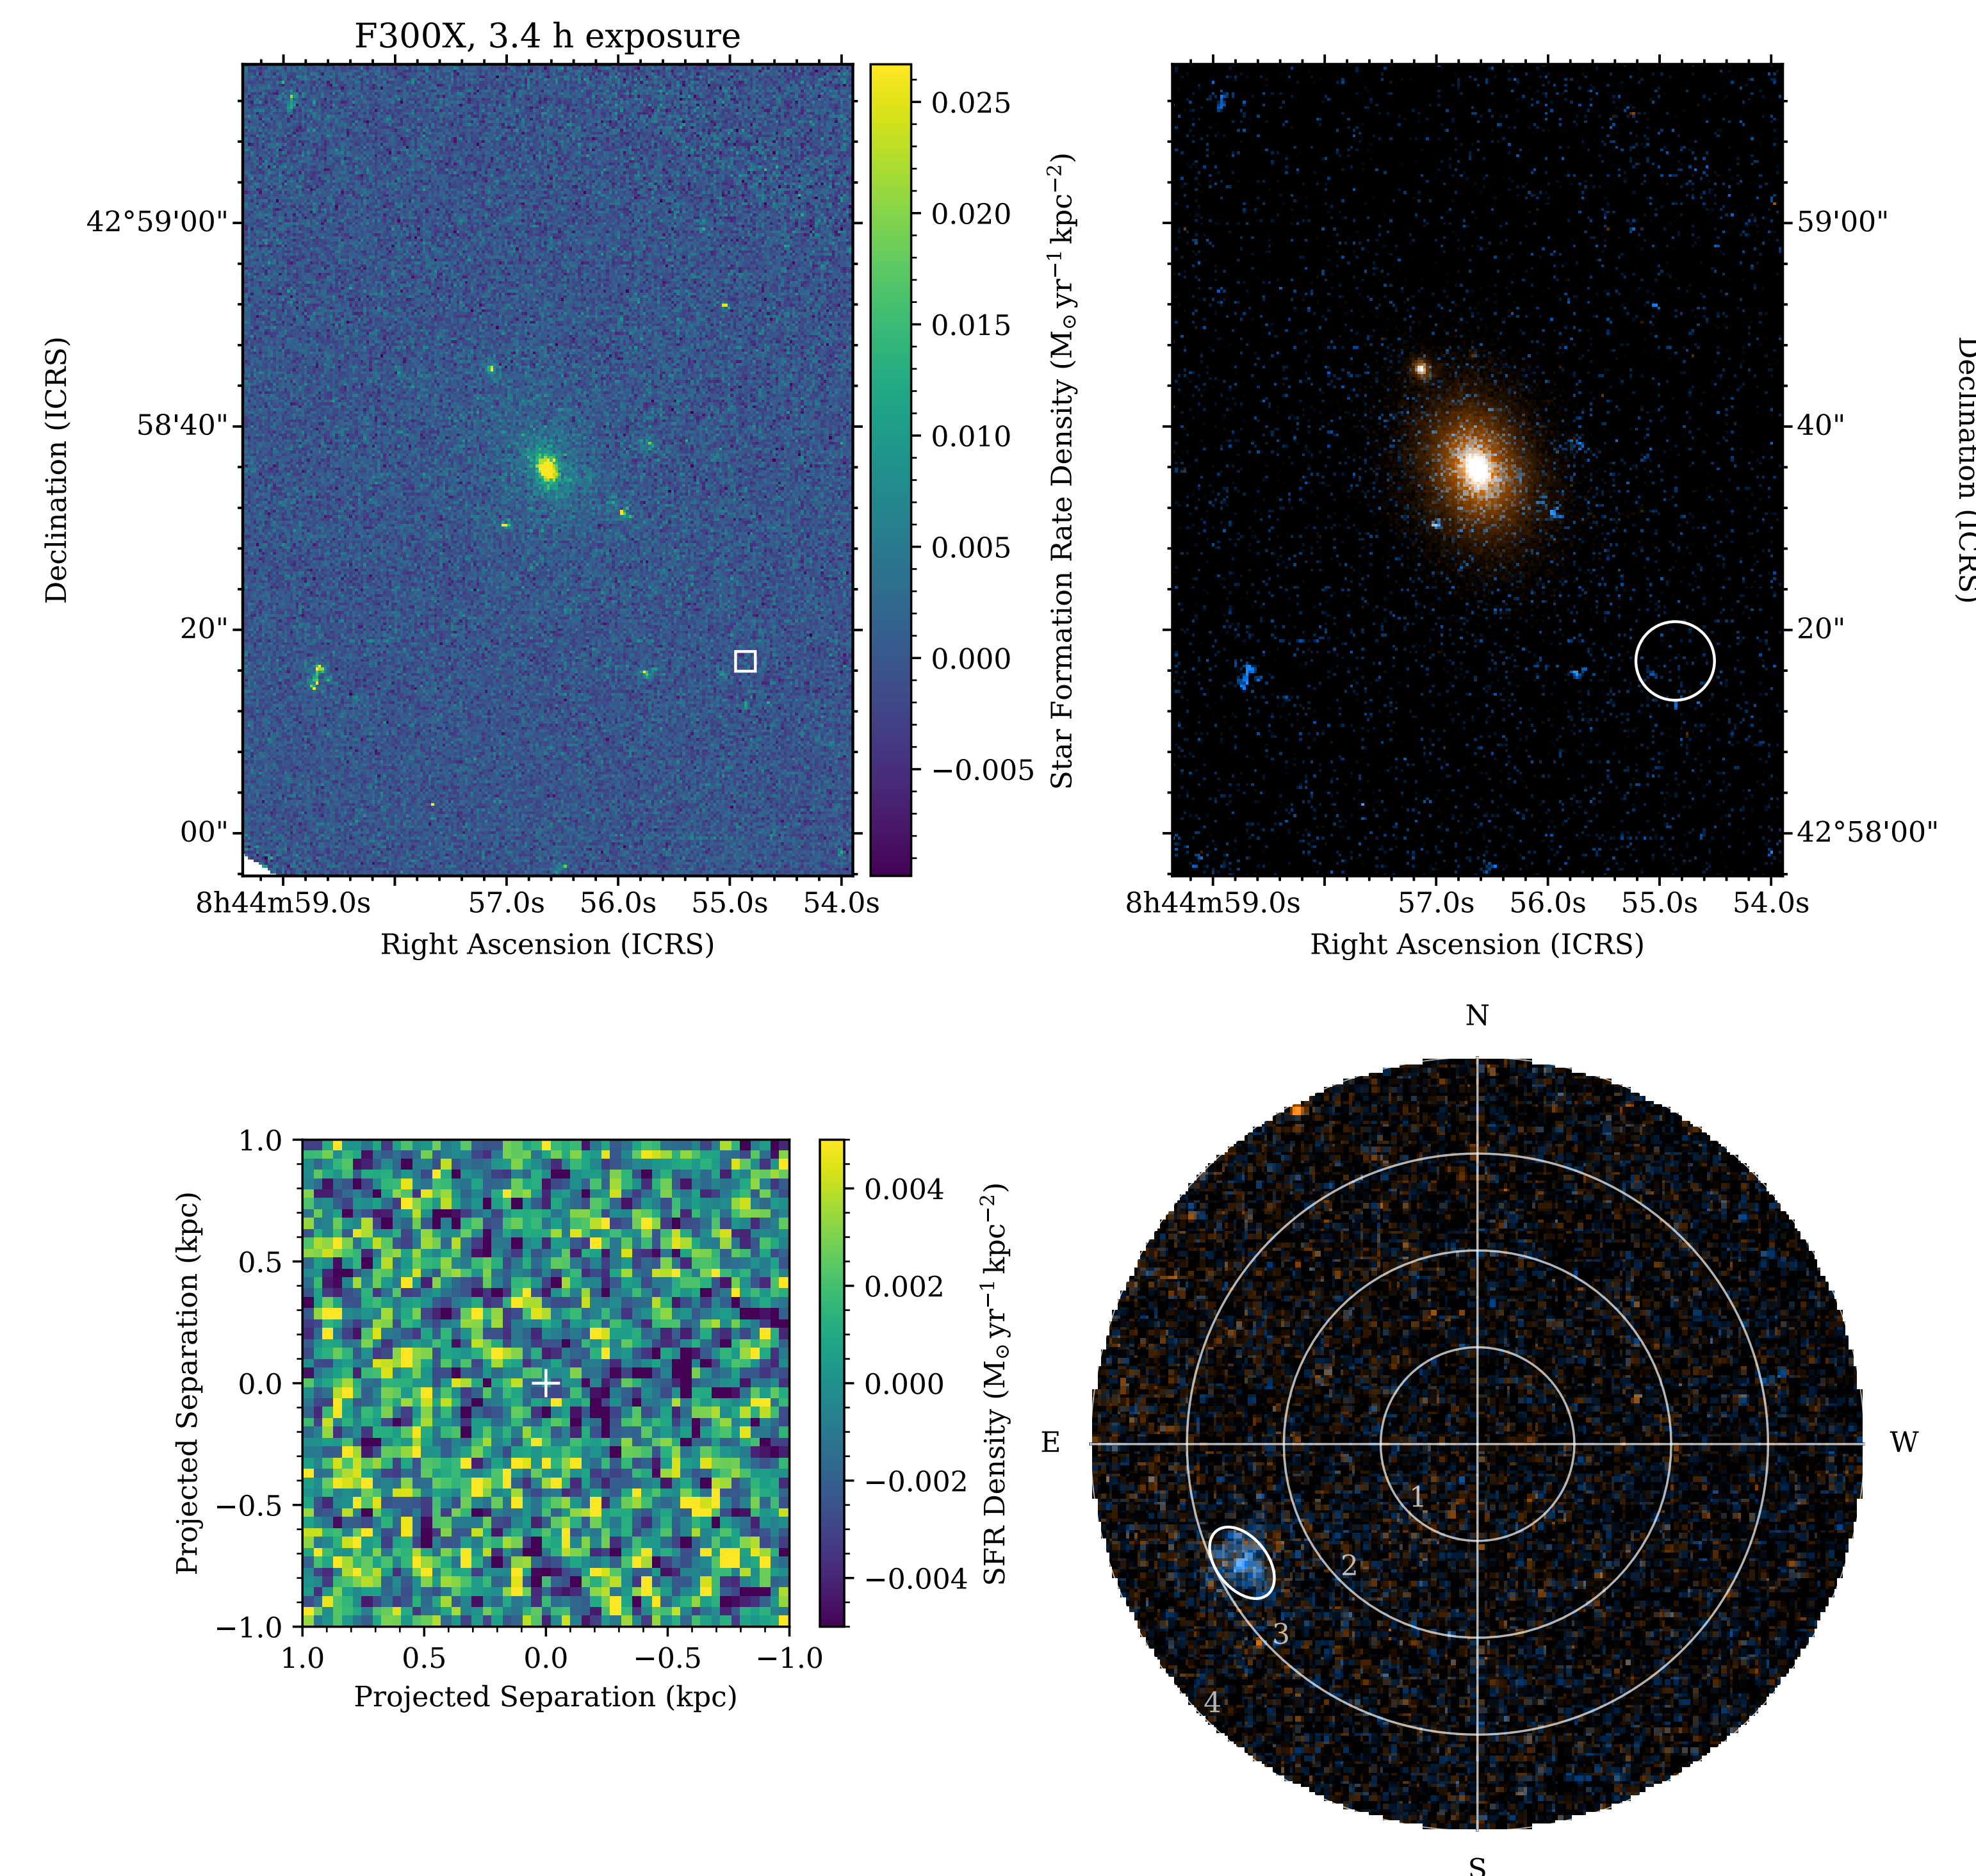 F300X, 3.4 h exposure
Declination (ICRS)
42°59'00"
58'40"
20"
00"
8h44m59.0s 57.0s 56.0s 55.0s 54.0s
Right Ascension (ICRS)
0.025
0.020
0.015
0.010
0.005
0.000
−0.005
Star Formation Rate Density (M⊙ yr⁻¹ kpc⁻²)
59'00"
40"
20"
42°58'00"
Declination (ICRS)
8h44m59.0s 57.0s 56.0s 55.0s 54.0s
Right Ascension (ICRS)
Projected Separation (kpc)
1.0
0.5
0.0
−0.5
−1.0
1.0 0.5 0.0 −0.5 −1.0
Projected Separation (kpc)
0.004
0.002
0.000
−0.002
−0.004
SFR Density (M⊙ yr⁻¹ kpc⁻²)
N
E
W
1
2
3
4
S